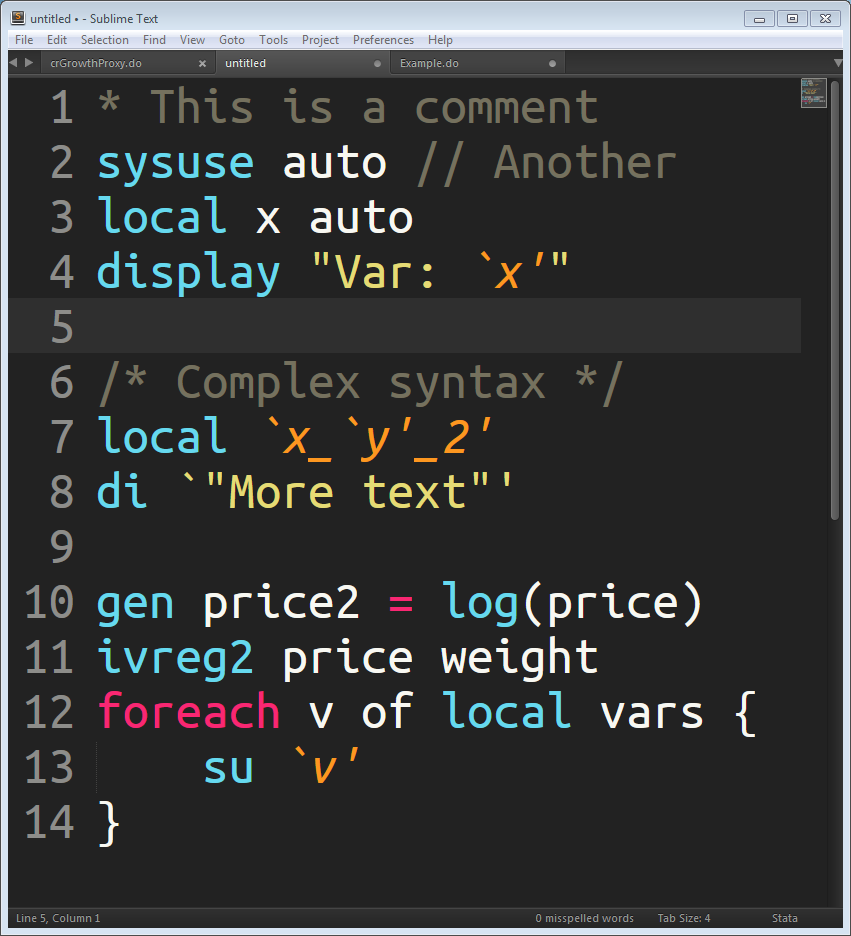 untitled • - Sublime Text
File Edit Selection Find View Goto Tools Project Preferences Help
crGrowthProxy.do × untitled Example.do
1 * This is a comment
2 sysuse auto // Another
3 local x auto
4 display "Var: `x'"
5
6 /* Complex syntax */
7 local `x_`y'_2'
8 di `"More text"'
9
10 gen price2 = log(price)
11 ivreg2 price weight
12 foreach v of local vars {
13     su `v'
14 }
Line 5, Column 1 0 misspelled words Tab Size: 4 Stata